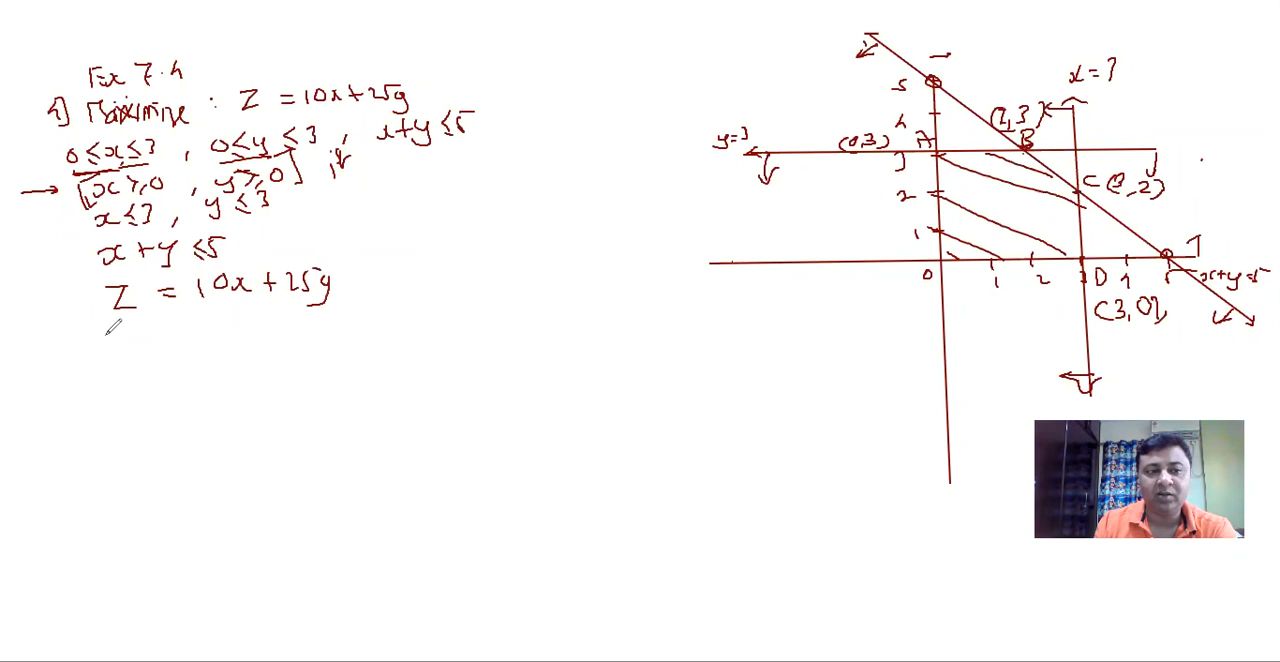 Ex 7.4
4] Maximize : Z = 10x+25y
0≤x≤3 , 0≤y≤3 , x+y≤5
→ [x≥0 , y≥0]
x≤3 , y≤3
x+y≤5
Z = 10x+25y
x=3
5
4
(2,3)
y=3
(0,3)
A
B
3
2
C (3,2)
1
0
1
2
3
D
4
5
x+y=5
(3,0)